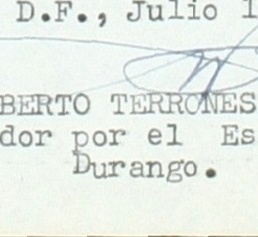 D.F., Julio 1
BERTO TERRONES
dor por el Es
Durango.